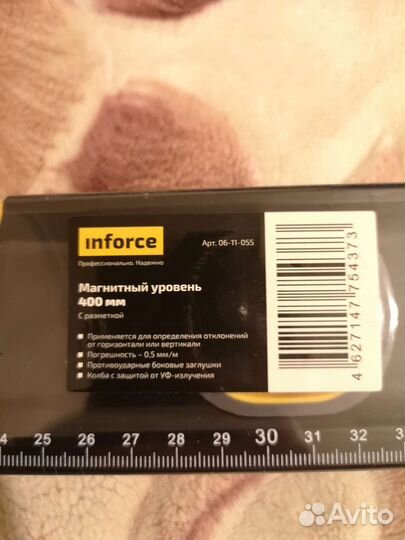 inforce
Арт. 06-11-055
Профессионально. Надежно
Магнитный уровень
400 мм
С разметкой
Применяется для определения отклонений
от горизонтали или вертикали
Погрешность - 0,5 мм/м
Противоударные боковые заглушки
Колба с защитой от УФ-излучения
4 627147 754373
4 25 26 27 28 29 30 31 32 3
Avito